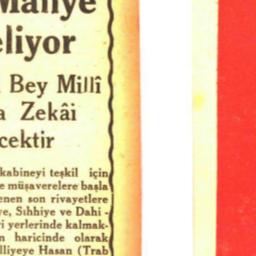 Maliye
eliyor
Bey Millî
a Zekâi
cektir
kabineyi teşkil için
e müşaverelere başla
enen son rivayetlere
ye, Sıhhiye ve Dahi -
i yerlerinde kalmak-
n haricinde olarak
lliyeye Hasan (Trab